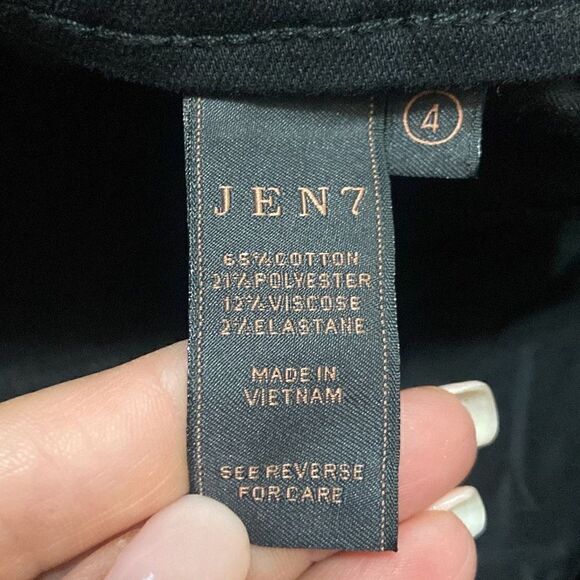 4
JEN7
65% COTTON
21% POLYESTER
12% VISCOSE
2% ELASTANE
MADE IN
VIETNAM
SEE REVERSE
FOR CARE